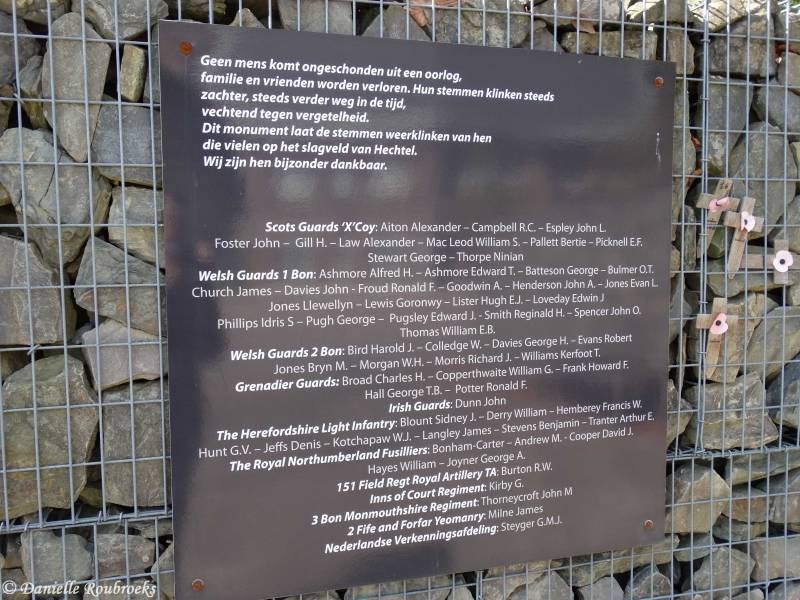 Geen mens komt ongeschonden uit een oorlog,
familie en vrienden worden verloren. Hun stemmen klinken steeds
zachter, steeds verder weg in de tijd,
vechtend tegen vergetelheid.
Dit monument laat de stemmen weerklinken van hen
die vielen op het slagveld van Hechtel.
Wij zijn hen bijzonder dankbaar.
Scots Guards ‘X’Coy: Aiton Alexander – Campbell R.C. – Espley John L.
Foster John – Gill H. – Law Alexander – Mac Leod William S. – Pallett Bertie – Picknell E.F.
Stewart George – Thorpe Ninian
Welsh Guards 1 Bon: Ashmore Alfred H. – Ashmore Edward T. – Batteson George – Bulmer O.T.
Church James – Davies John - Froud Ronald F. – Goodwin A. – Henderson John A. – Jones Evan L.
Jones Llewellyn – Lewis Goronwy – Lister Hugh E.J. – Loveday Edwin J
Phillips Idris S – Pugh George – Pugsley Edward J. - Smith Reginald H. – Spencer John O.
Thomas William E.B.
Welsh Guards 2 Bon: Bird Harold J. – Colledge W. – Davies George H – Evans Robert
Jones Bryn M. – Morgan W.H. – Morris Richard J. – Williams Kerfoot T.
Grenadier Guards: Broad Charles H. – Copperthwaite William G. – Frank Howard F.
Hall George T.B. – Potter Ronald F.
Irish Guards: Dunn John
The Herefordshire Light Infantry: Blount Sidney J. – Derry William – Hemberey Francis W.
Hunt G.V. – Jeffs Denis – Kotchapaw W.J. – Langley James – Stevens Benjamin – Tranter Arthur E.
The Royal Northumberland Fusilliers: Bonham-Carter – Andrew M. - Cooper David J.
Hayes William – Joyner George A.
151 Field Regt Royal Artillery TA: Burton R.W.
Inns of Court Regiment: Kirby G.
3 Bon Monmouthshire Regiment: Thorneycroft John M
2 Fife and Forfar Yeomanry: Milne James
Nederlandse Verkenningsafdeling: Steyger G.M.J.
© Danielle Roubroeks